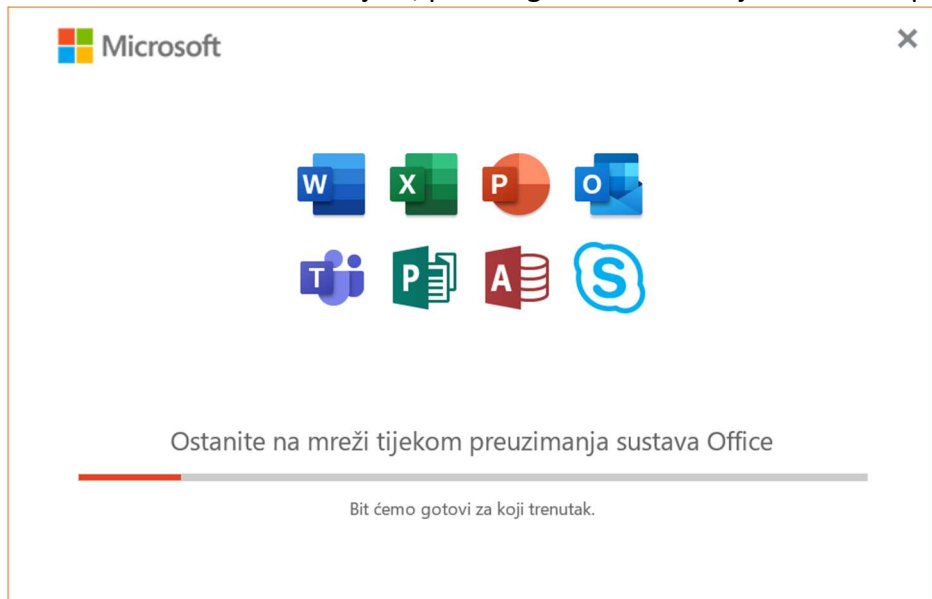 Microsoft
W X P O
T P A S
Ostanite na mreži tijekom preuzimanja sustava Office
Bit ćemo gotovi za koji trenutak.